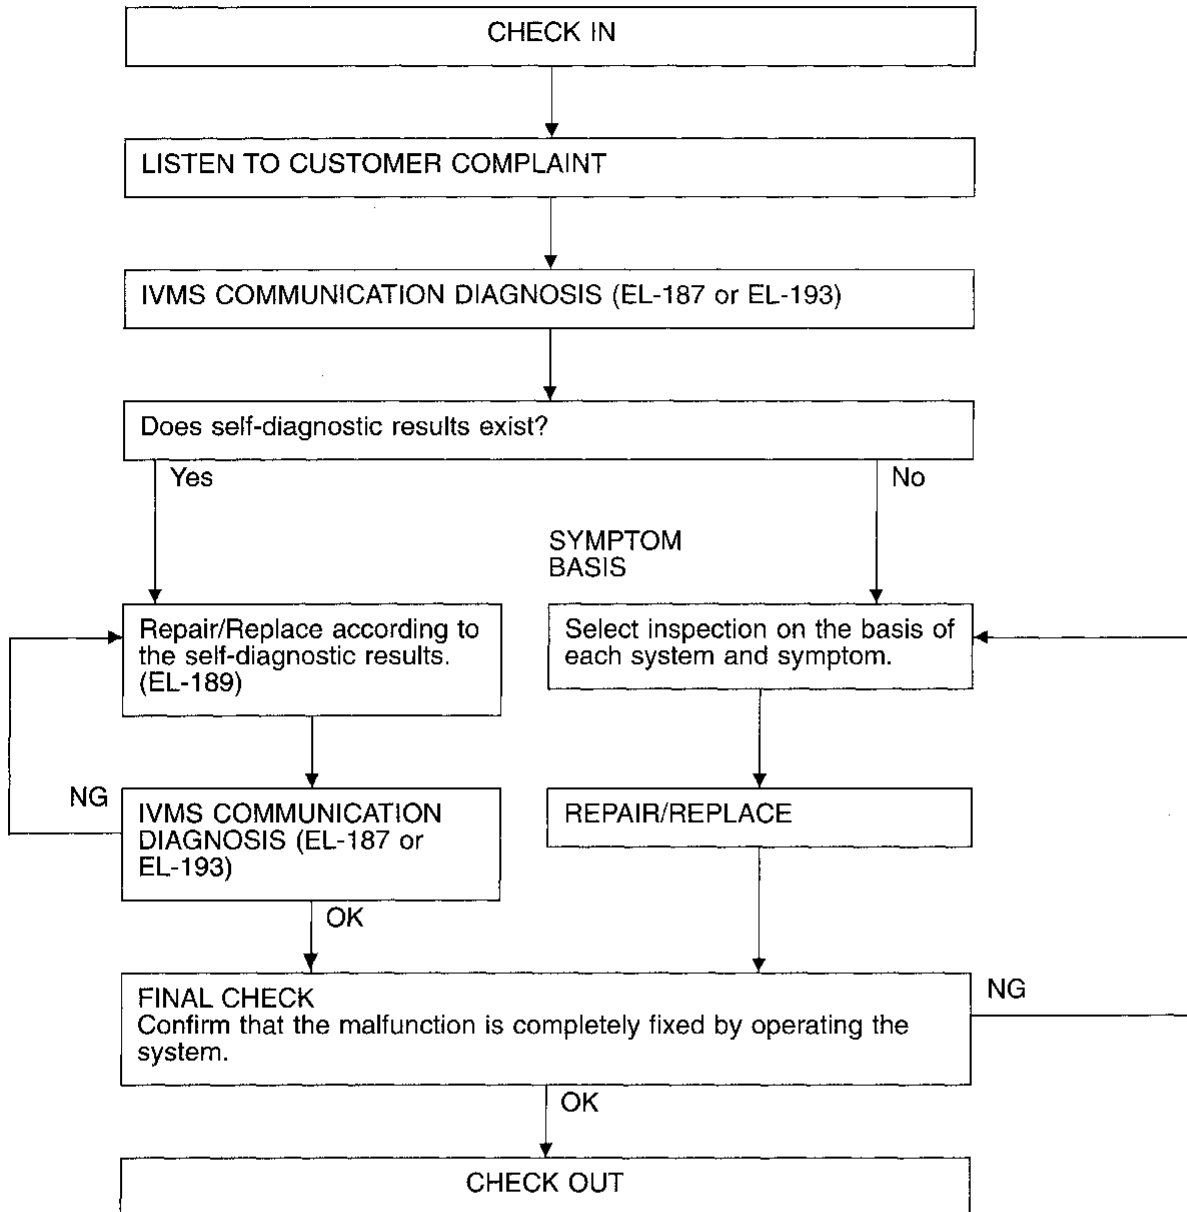 CHECK IN
LISTEN TO CUSTOMER COMPLAINT
IVMS COMMUNICATION DIAGNOSIS (EL-187 or EL-193)
Does self-diagnostic results exist?
Yes
No
SYMPTOM
BASIS
Repair/Replace according to
the self-diagnostic results.
(EL-189)
Select inspection on the basis of
each system and symptom.
NG
IVMS COMMUNICATION
DIAGNOSIS (EL-187 or
EL-193)
REPAIR/REPLACE
OK
FINAL CHECK
Confirm that the malfunction is completely fixed by operating the
system.
NG
OK
CHECK OUT